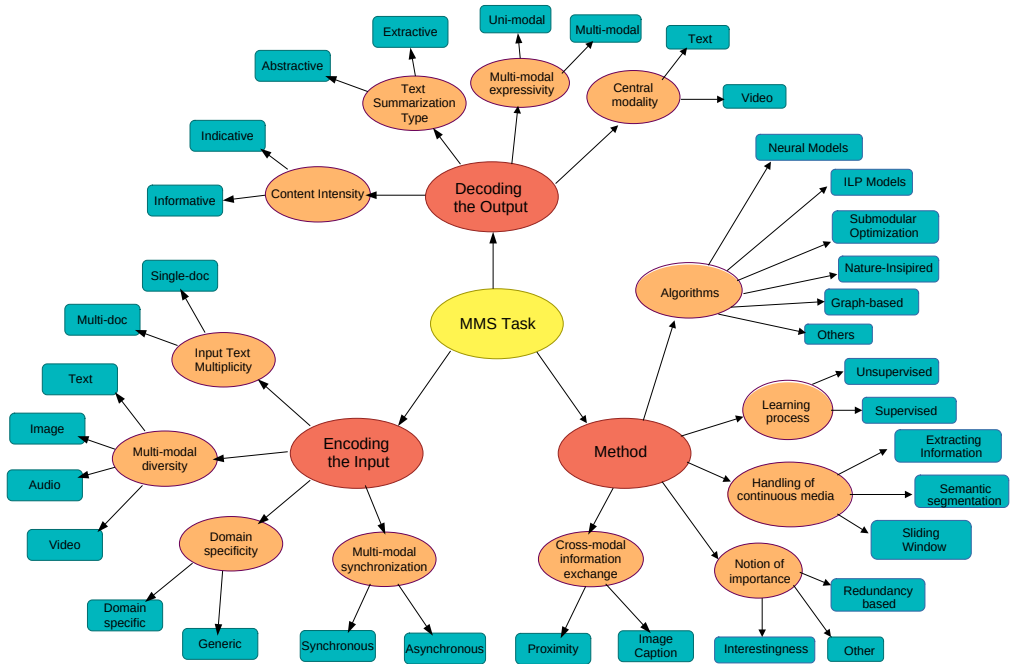 Uni-modal
Extractive
Multi-modal
Text
Abstractive
Text
Summarization
Type
Multi-modal
expressivity
Central
modality
Video
Indicative
Informative
Content Intensity
Decoding
the Output
Neural Models
ILP Models
Submodular
Optimization
Nature-Insipired
Graph-based
Others
Algorithms
MMS Task
Single-doc
Multi-doc
Input Text
Multiplicity
Text
Image
Audio
Video
Multi-modal
diversity
Encoding
the Input
Method
Learning
process
Unsupervised
Supervised
Handling of
continuous media
Extracting
Information
Semantic
segmentation
Sliding
Window
Domain
specificity
Multi-modal
synchronization
Cross-modal
information
exchange
Notion of
importance
Redundancy
based
Domain
specific
Generic
Synchronous
Asynchronous
Proximity
Image
Caption
Interestingness
Other